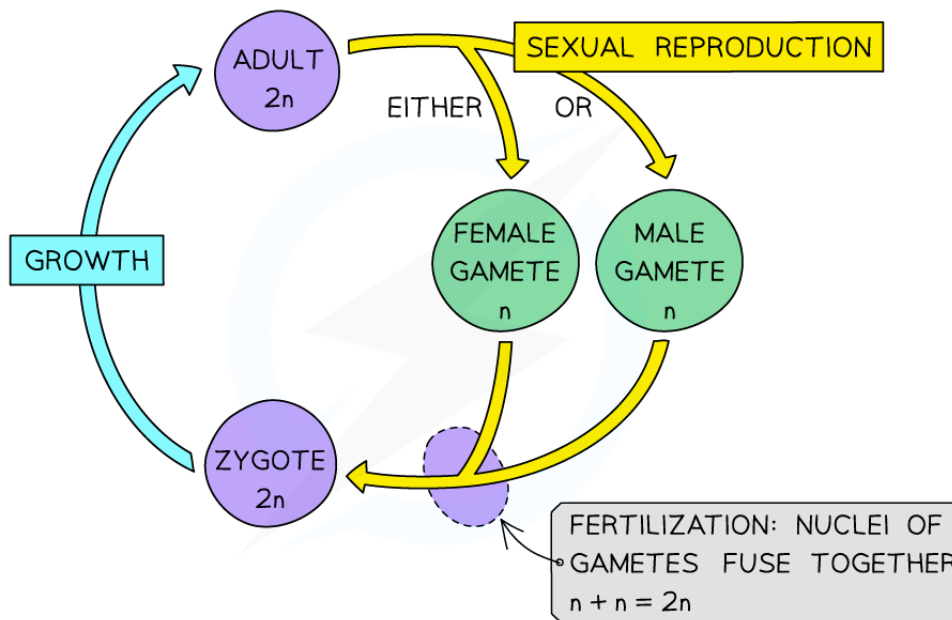 ADULT
2n
SEXUAL REPRODUCTION
EITHER
OR
FEMALE
GAMETE
n
MALE
GAMETE
n
GROWTH
ZYGOTE
2n
FERTILIZATION: NUCLEI OF
GAMETES FUSE TOGETHER
n + n = 2n